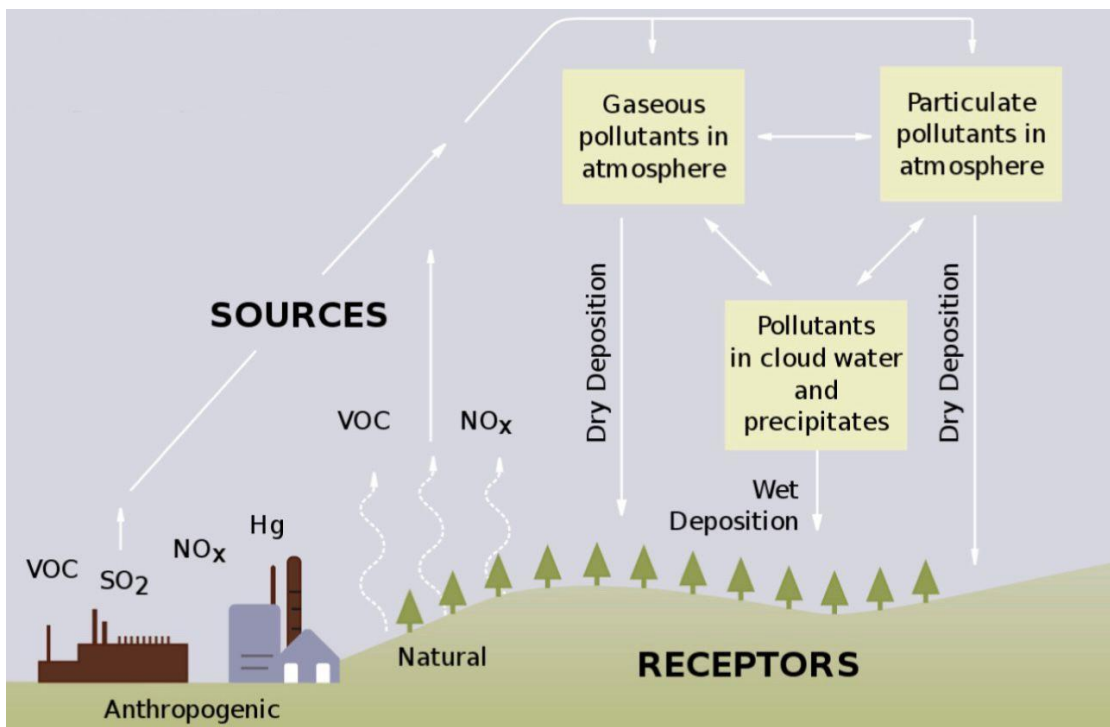 Gaseous
pollutants in
atmosphere
Particulate
pollutants in
atmosphere
Dry Deposition
Dry Deposition
SOURCES
Pollutants
in cloud water
and
precipitates
VOC
NOx
Wet
Deposition
Hg
NOx
VOC
SO2
Natural
RECEPTORS
Anthropogenic